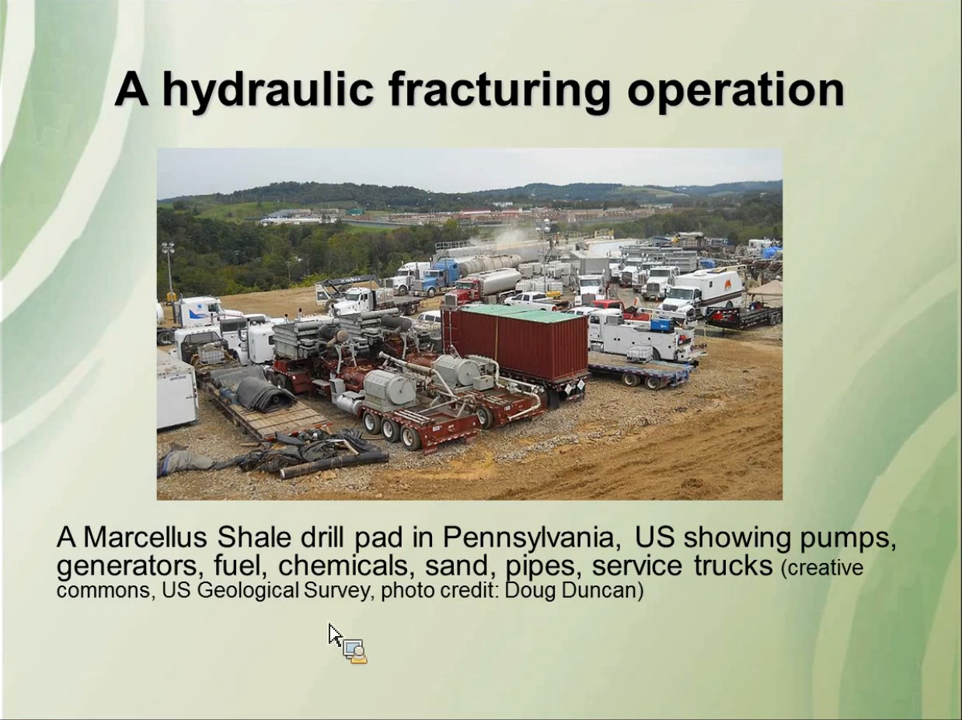 A hydraulic fracturing operation
A Marcellus Shale drill pad in Pennsylvania, US showing pumps,
generators, fuel, chemicals, sand, pipes, service trucks (creative
commons, US Geological Survey, photo credit: Doug Duncan)